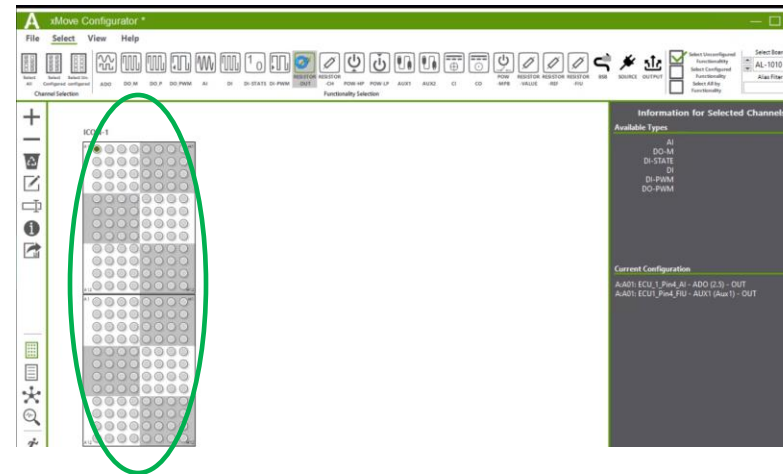 A xMove Configurator *
File Select View Help
Select All Select Configured Select Un-configured ADO DO_M DO_P DO_PWM AI DI DI-STATE DI-PWM RESISTOR OUT RESISTOR CH POW-HP POW-LP AUX1 AUX2 CI CO POW -WFB RESISTOR -VALUE RESISTOR -REF RESISTOR FIU BSB SOURCE OUTPUT
Select Unconfigured Functionality
Select Configured Functionality
Select All by Functionality
AL-1010
Alias Filter
Channel Selection Functionality Selection
Information for Selected Channels
Available Types
AI
DO-M
DI-STATE
DI
DI-PWM
DO-PWM
Current Configuration
A:A01: ECU_1_Pin4_AI - ADO (2.5) - OUT
A:A01: ECU1_Pin4_FIU - AUX1 (Aux1) - OUT